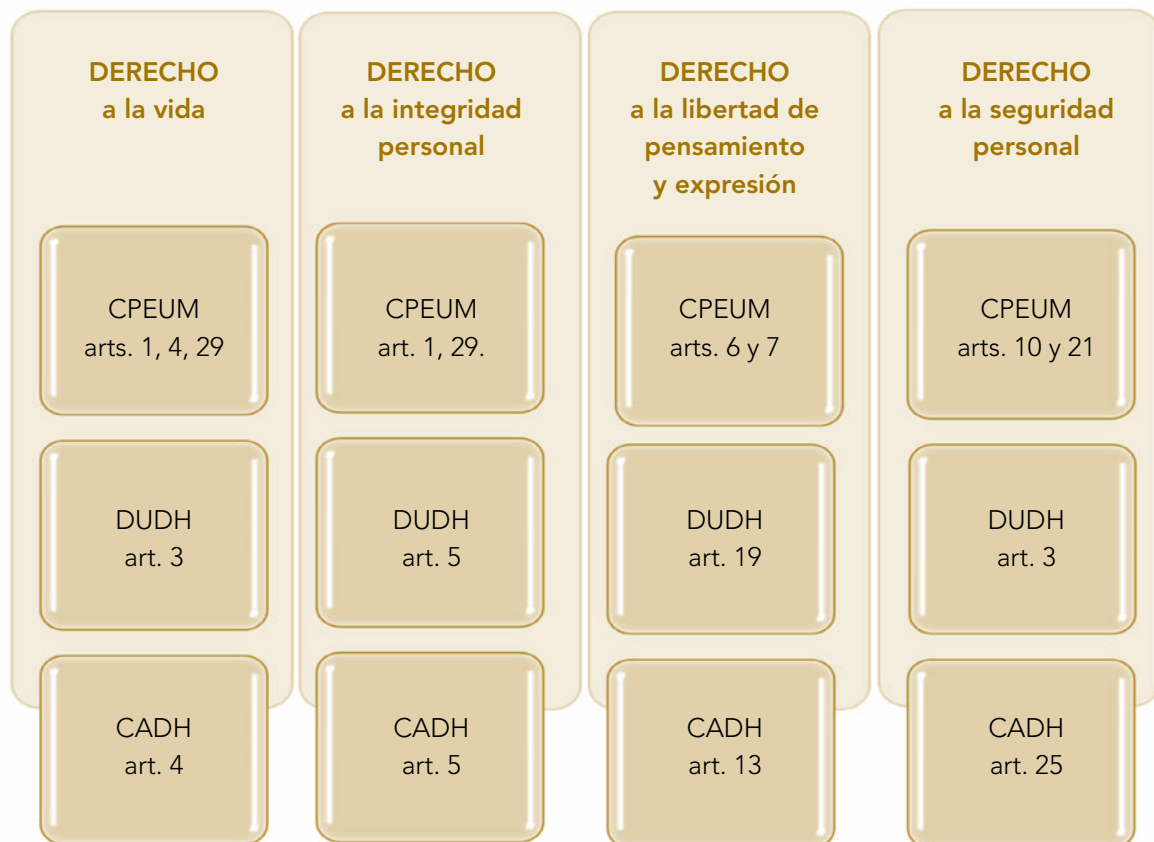 DERECHO
a la vida
CPEUM
arts. 1, 4, 29
DUDH
art. 3
CADH
art. 4
DERECHO
a la integridad
personal
CPEUM
art. 1, 29.
DUDH
art. 5
CADH
art. 5
DERECHO
a la libertad de
pensamiento
y expresión
CPEUM
arts. 6 y 7
DUDH
art. 19
CADH
art. 13
DERECHO
a la seguridad
personal
CPEUM
arts. 10 y 21
DUDH
art. 3
CADH
art. 25